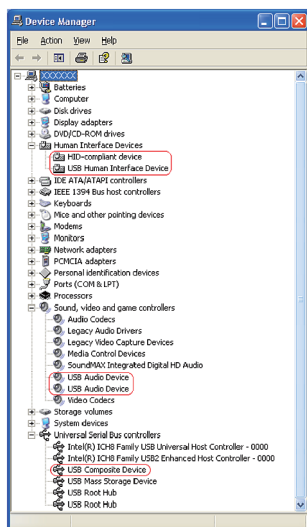 Device Manager
File Action View Help
XXXXXX
Batteries
Computer
Disk drives
Display adapters
DVD/CD-ROM drives
Human Interface Devices
HID-compliant device
USB Human Interface Device
IDE ATA/ATAPI controllers
IEEE 1394 Bus host controllers
Keyboards
Mice and other pointing devices
Modems
Monitors
Network adapters
PCMCIA adapters
Personal identification devices
Ports (COM & LPT)
Processors
Sound, video and game controllers
Audio Codecs
Legacy Audio Drivers
Legacy Video Capture Devices
Media Control Devices
SoundMAX Integrated Digital HD Audio
USB Audio Device
USB Audio Device
Video Codecs
Storage volumes
System devices
Universal Serial Bus controllers
Intel(R) ICH8 Family USB Universal Host Controller - 0000
Intel(R) ICH8 Family USB2 Enhanced Host Controller - 0000
USB Composite Device
USB Mass Storage Device
USB Root Hub
USB Root Hub